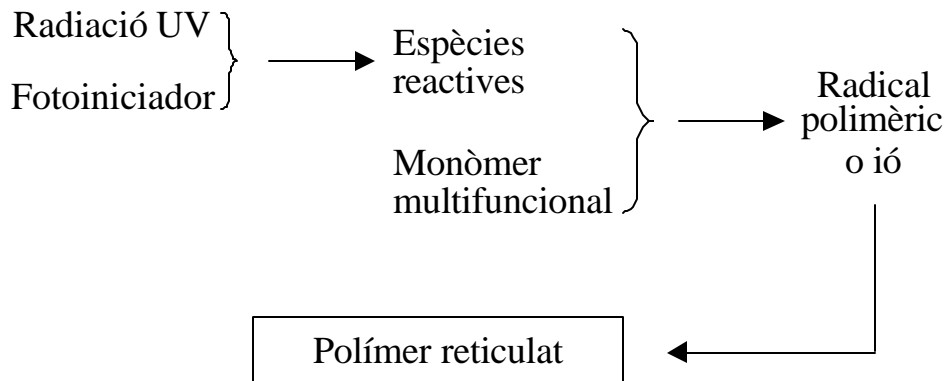 Radiació UV
Fotoiniciador
Espècies
reactives
Monòmer
multifuncional
Radical
polimèric
o ió
Polímer reticulat